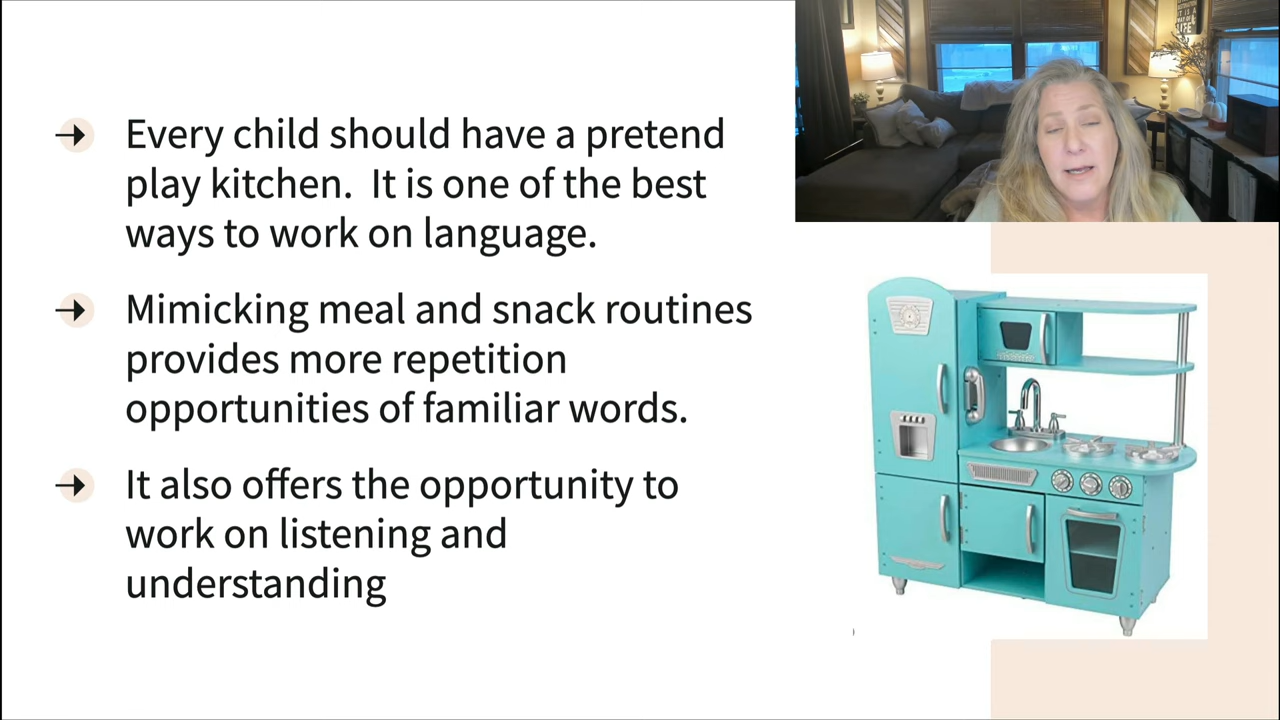 Every child should have a pretend
play kitchen.  It is one of the best
ways to work on language.
Mimicking meal and snack routines
provides more repetition
opportunities of familiar words.
It also offers the opportunity to
work on listening and
understanding
LIFE